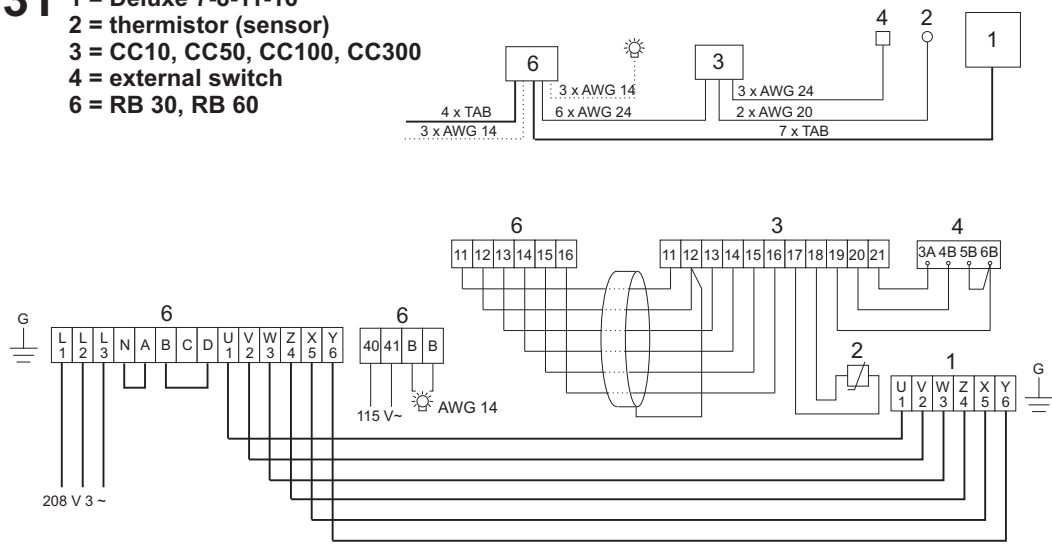 31 1 = Deluxe 7-8-11-16
2 = thermistor (sensor)
3 = CC10, CC50, CC100, CC300
4 = external switch
6 = RB 30, RB 60
4 2
1
6 3
3 x AWG 14 3 x AWG 24
4 x TAB 6 x AWG 24 2 x AWG 20
3 x AWG 14 7 x TAB
6 3 4
11 12 13 14 15 16 11 12 13 14 15 16 17 18 19 20 21 3A 4B 5B 6B
G 6 6
L1 L2 L3 N A B C D U1 V2 W3 Z4 X5 Y6 40 41 B B
2 1 G
U1 V2 W3 Z4 X5 Y6
115 V~ AWG 14
208 V 3 ~